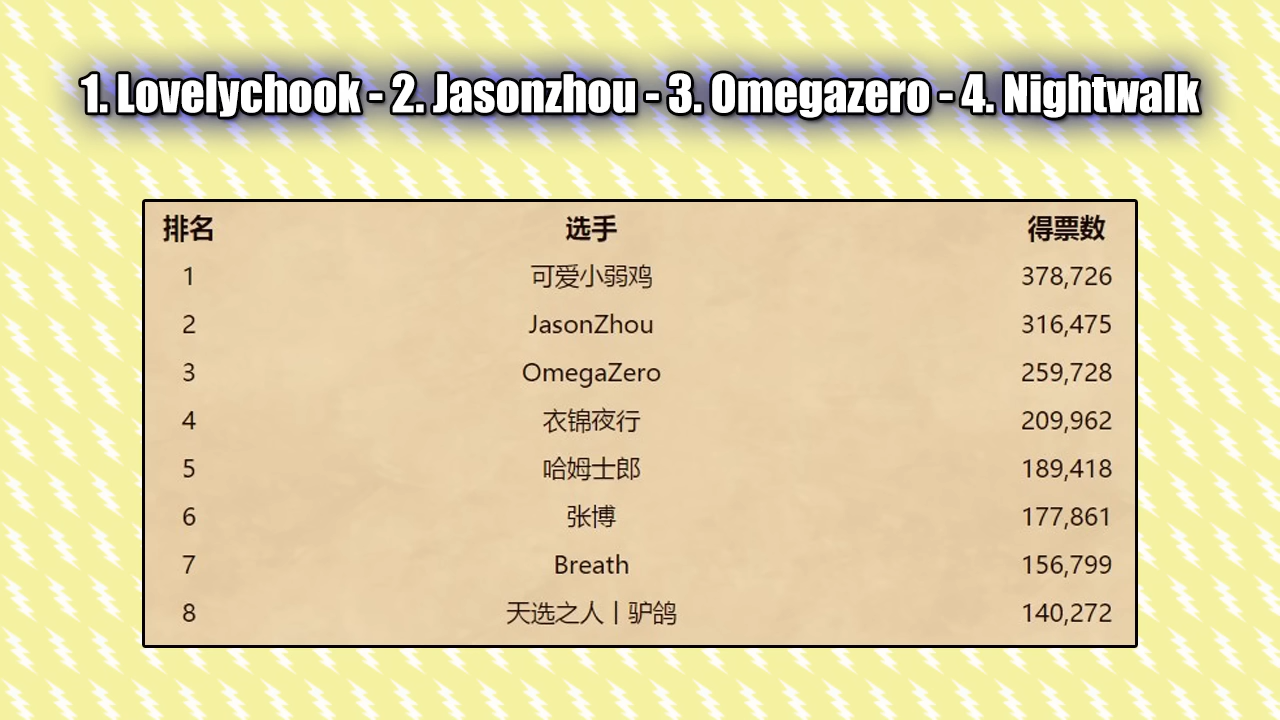 1. Lovelychook - 2. Jasonzhou - 3. Omegazero - 4. Nightwalk
排名 选手 得票数
1 可爱小弱鸡 378,726
2 JasonZhou 316,475
3 OmegaZero 259,728
4 衣锦夜行 209,962
5 哈姆士郎 189,418
6 张博 177,861
7 Breath 156,799
8 天选之人丨驴鸽 140,272